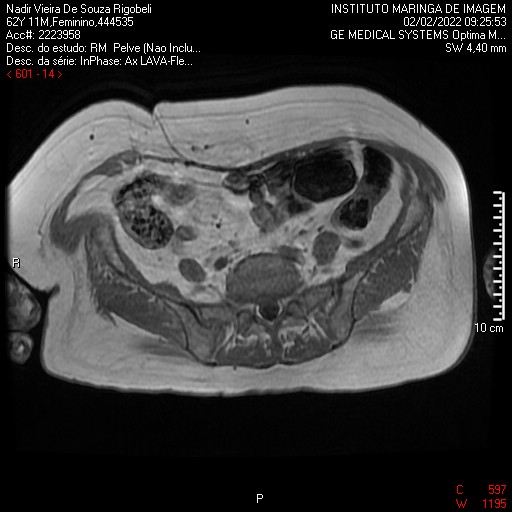 Nadir Vieira De Souza Rigobeli
62Y 11M,Feminino,444535
Acc#: 2223958
Desc. do estudo: RM Pelve (Nao Inclu...
Desc. da série: InPhase: Ax LAVA-Fle...
< 601 - 14 >
INSTITUTO MARINGA DE IMAGEM
02/02/2022 09:25:53
GE MEDICAL SYSTEMS Optima M...
SW 4,40 mm
R
10 cm
P
C 597
W 1195